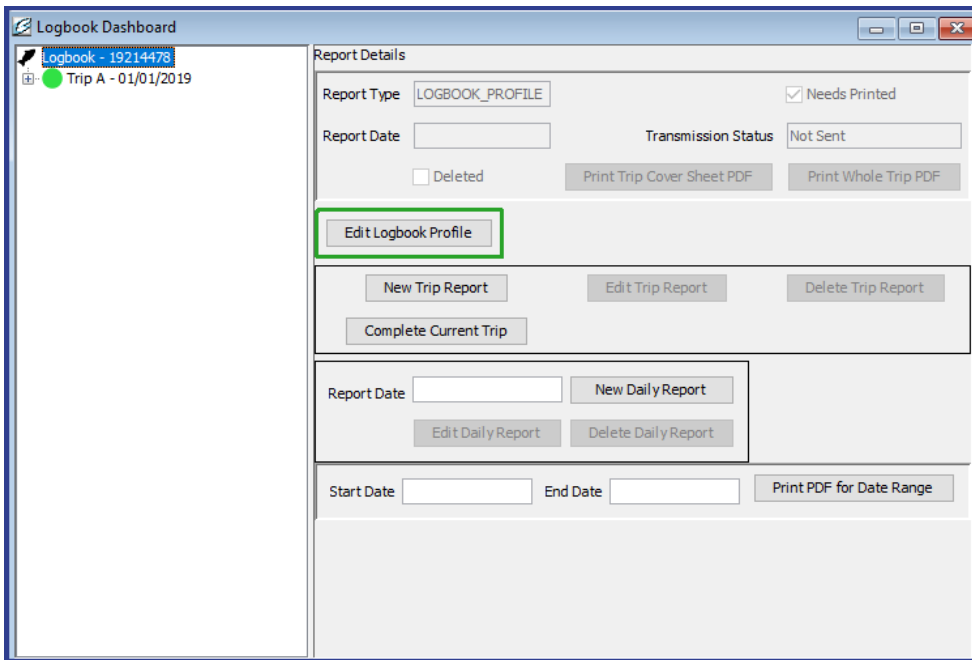 Logbook Dashboard
Logbook - 19214478
Trip A - 01/01/2019
Report Details
Report Type LOGBOOK_PROFILE Needs Printed
Report Date Transmission Status Not Sent
Deleted Print Trip Cover Sheet PDF Print Whole Trip PDF
Edit Logbook Profile
New Trip Report Edit Trip Report Delete Trip Report
Complete Current Trip
Report Date New Daily Report
Edit Daily Report Delete Daily Report
Start Date End Date Print PDF for Date Range